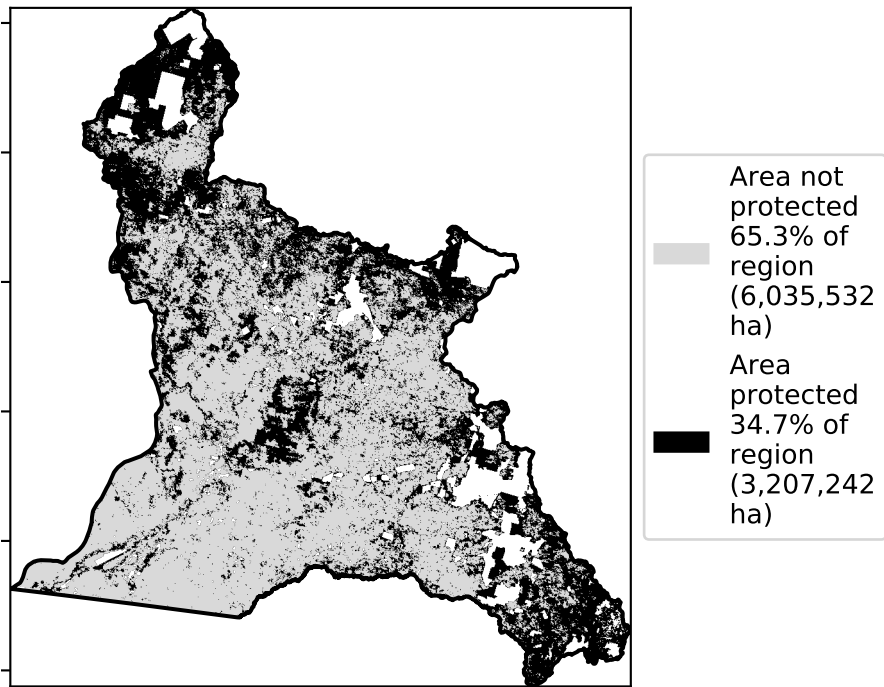 Area not
protected
65.3% of
region
(6,035,532
ha)
Area
protected
34.7% of
region
(3,207,242
ha)